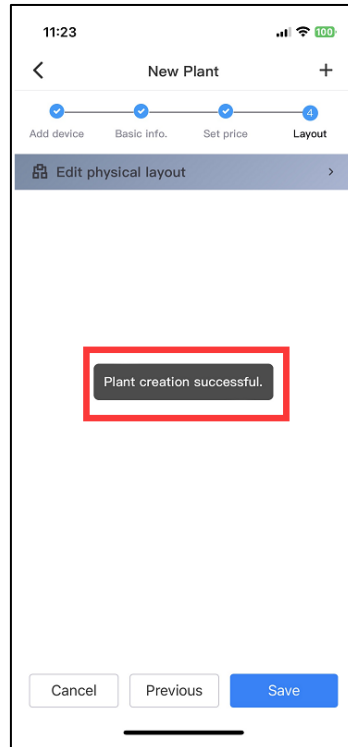 11:23
100
New Plant
+
4
Add device Basic info. Set price Layout
Edit physical layout
Plant creation successful.
Cancel Previous Save